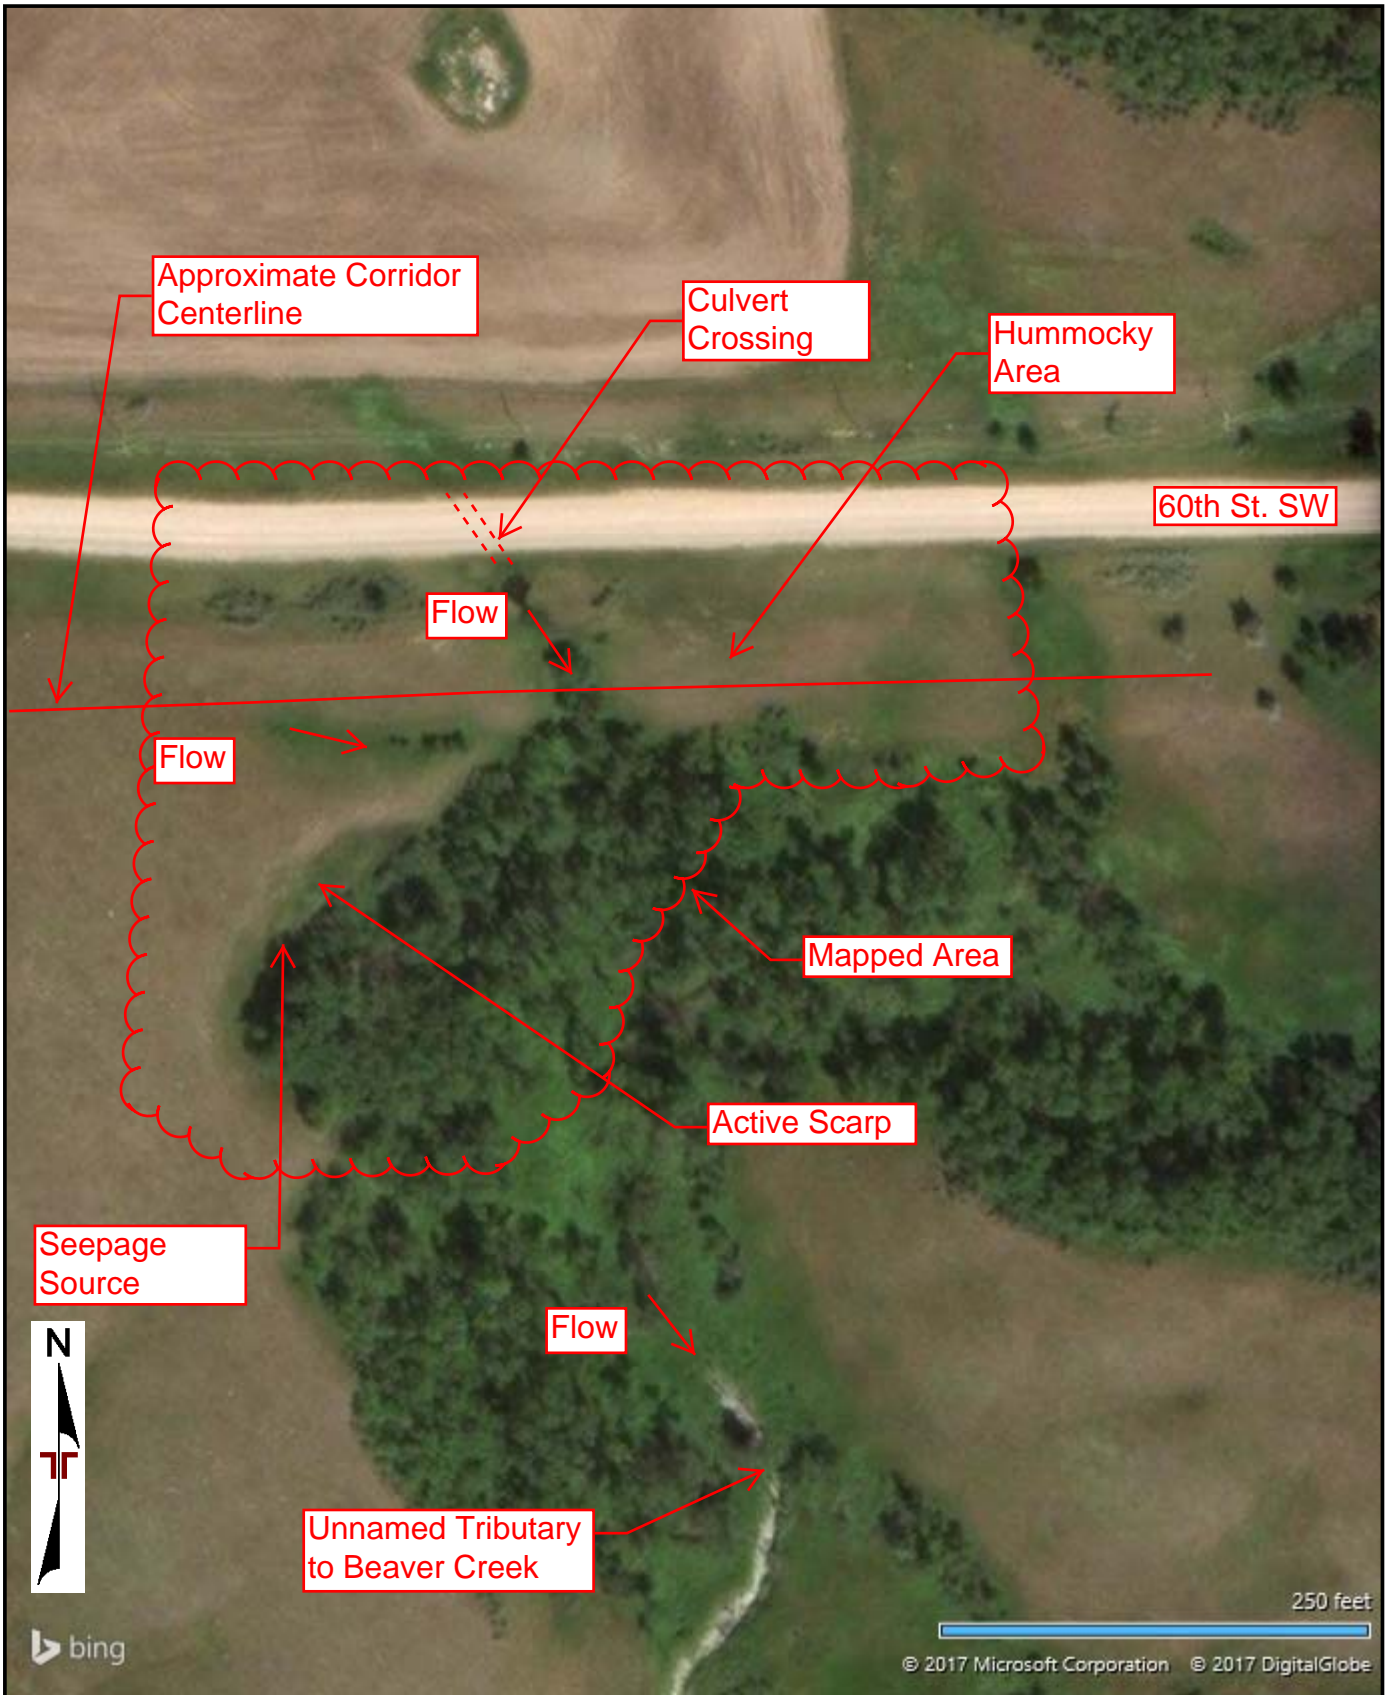 Approximate Corridor
Centerline
Culvert
Crossing
Hummocky
Area
60th St. SW
Flow
Flow
Mapped Area
Active Scarp
Seepage
Source
Flow
N
Unnamed Tributary
to Beaver Creek
250 feet
bing
© 2017 Microsoft Corporation © 2017 DigitalGlobe